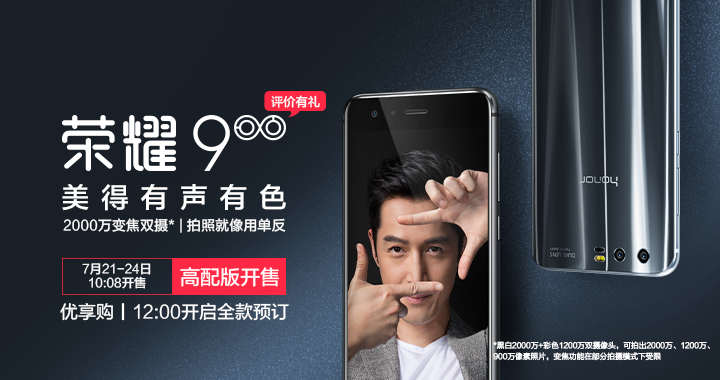 评价有礼
荣耀 9
美得有声有色
2000万变焦双摄* | 拍照就像用单反
7月21-24日
10:08开售
高配版开售
优享购 | 12:00开启全款预订
honor
DUAL LENS
*黑白2000万+彩色1200万双摄像头，可拍出2000万、1200万、
900万像素照片，变焦功能在部分拍摄模式下受限